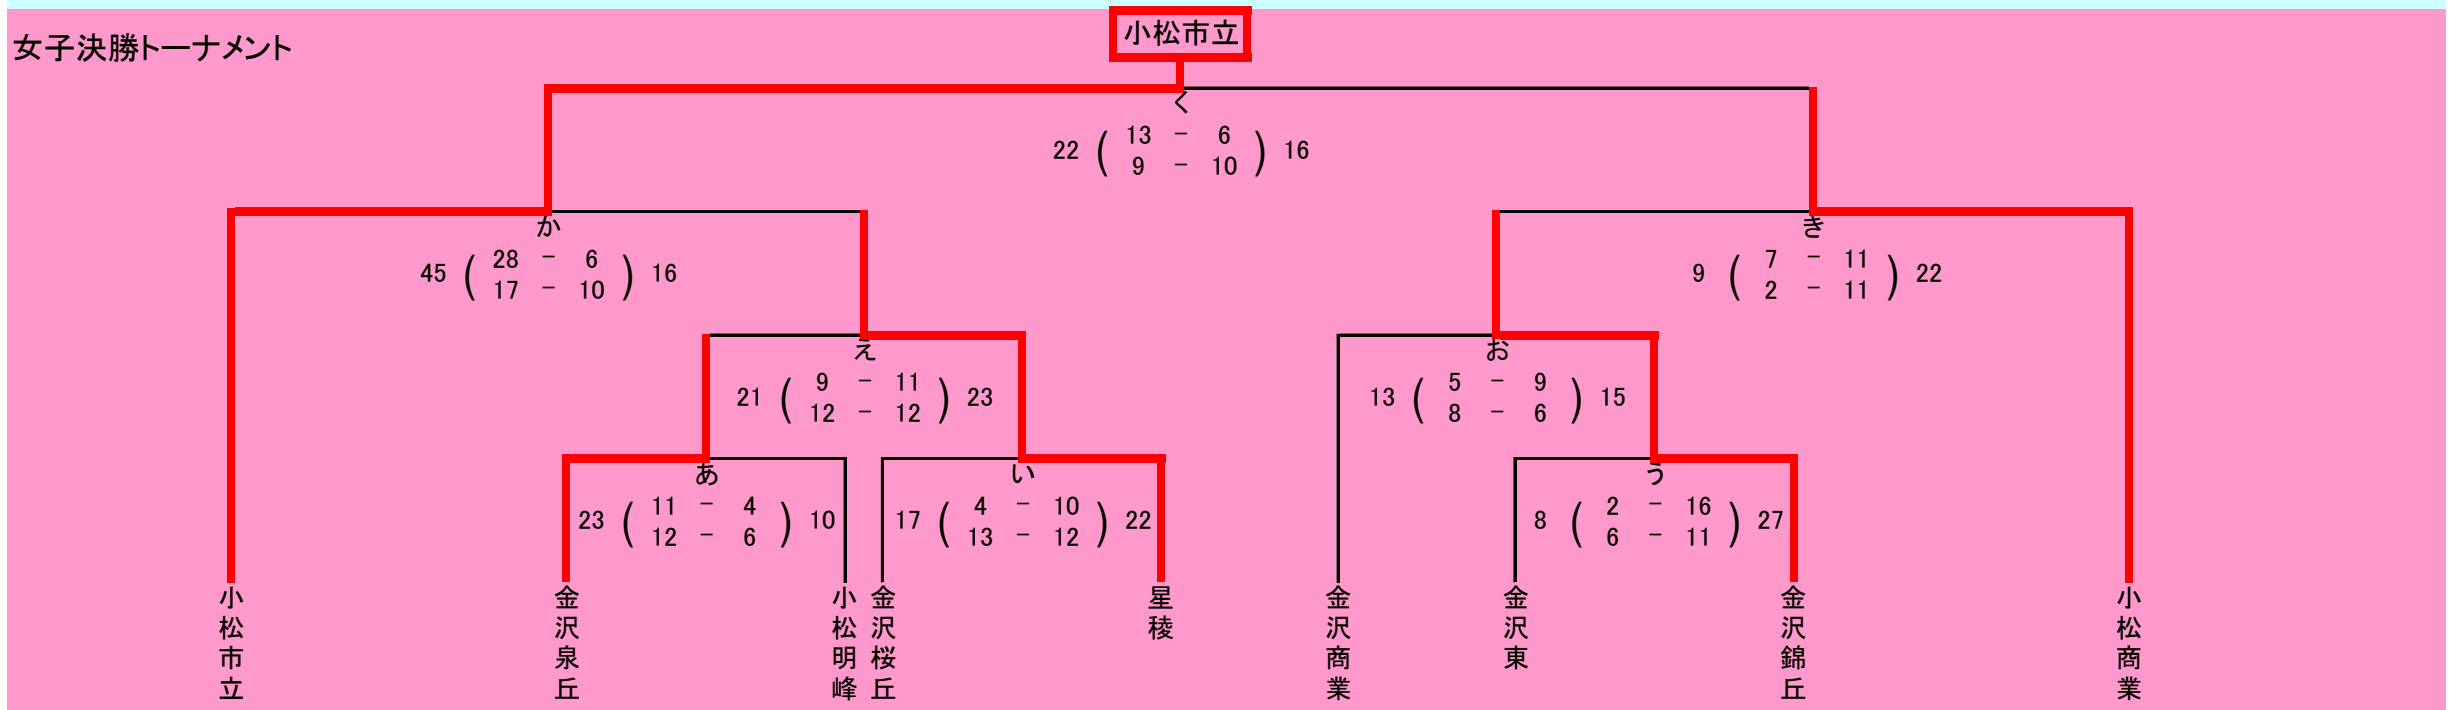 小松市立
女子決勝トーナメント
く
22 ( 13 - 6 ) 16
9 - 10
か
き
45 ( 28 - 6 ) 16
17 - 10
9 ( 7 - 11 ) 22
2 - 11
え
お
21 ( 9 - 11 ) 23
12 - 12
13 ( 5 - 9 ) 15
8 - 6
あ
い
う
23 ( 11 - 4 ) 10
12 - 6
17 ( 4 - 10 ) 22
13 - 12
8 ( 2 - 16 ) 27
6 - 11
小松市立
金沢泉丘
小松明峰
金沢桜丘
星稜
金沢商業
金沢東
金沢錦丘
小松商業